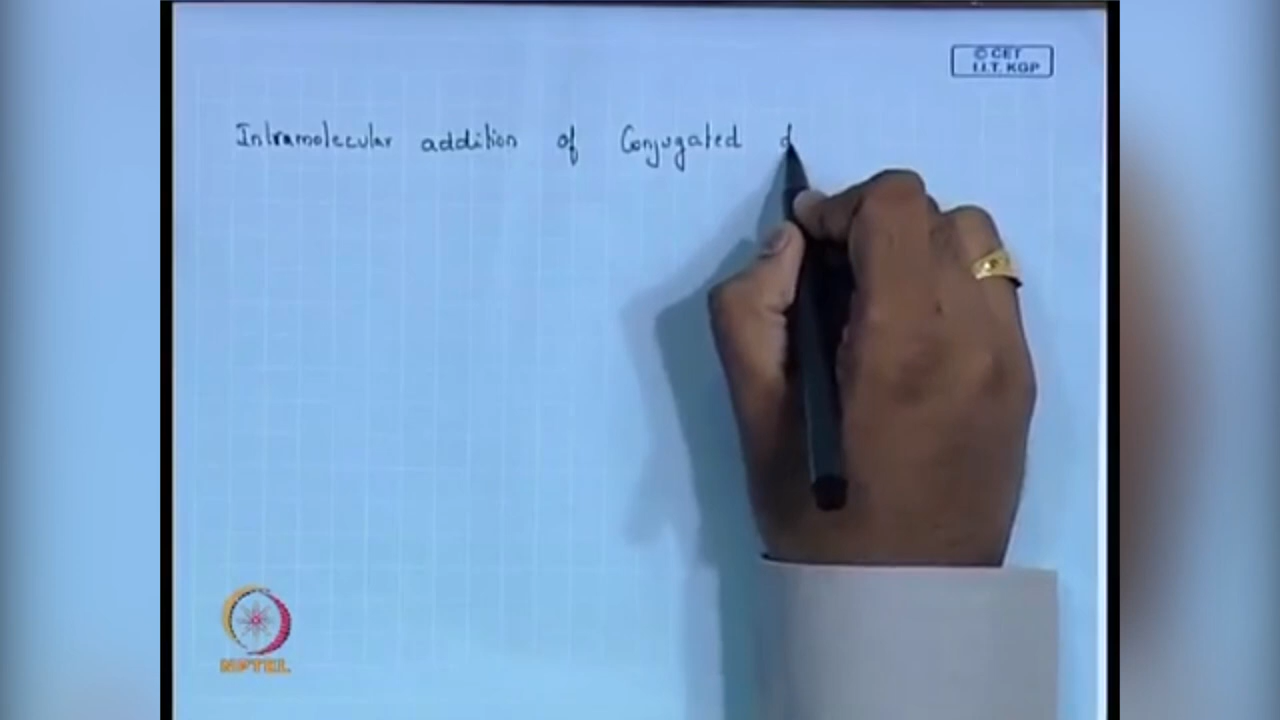 © CET
I.I.T. KGP
Intramolecular addition of Conjugated d
NPTEL